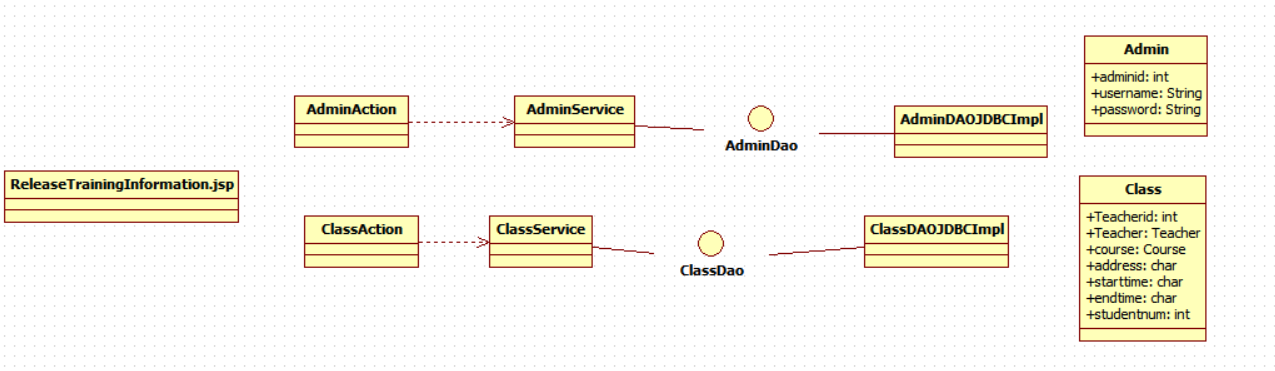 Admin
+adminid: int
+username: String
+password: String
AdminAction
AdminService
AdminDao
AdminDAOJDBCImpl
ReleaseTrainingInformation.jsp
ClassAction
ClassService
ClassDao
ClassDAOJDBCImpl
Class
+Teacherid: int
+Teacher: Teacher
+course: Course
+address: char
+starttime: char
+endtime: char
+studentnum: int